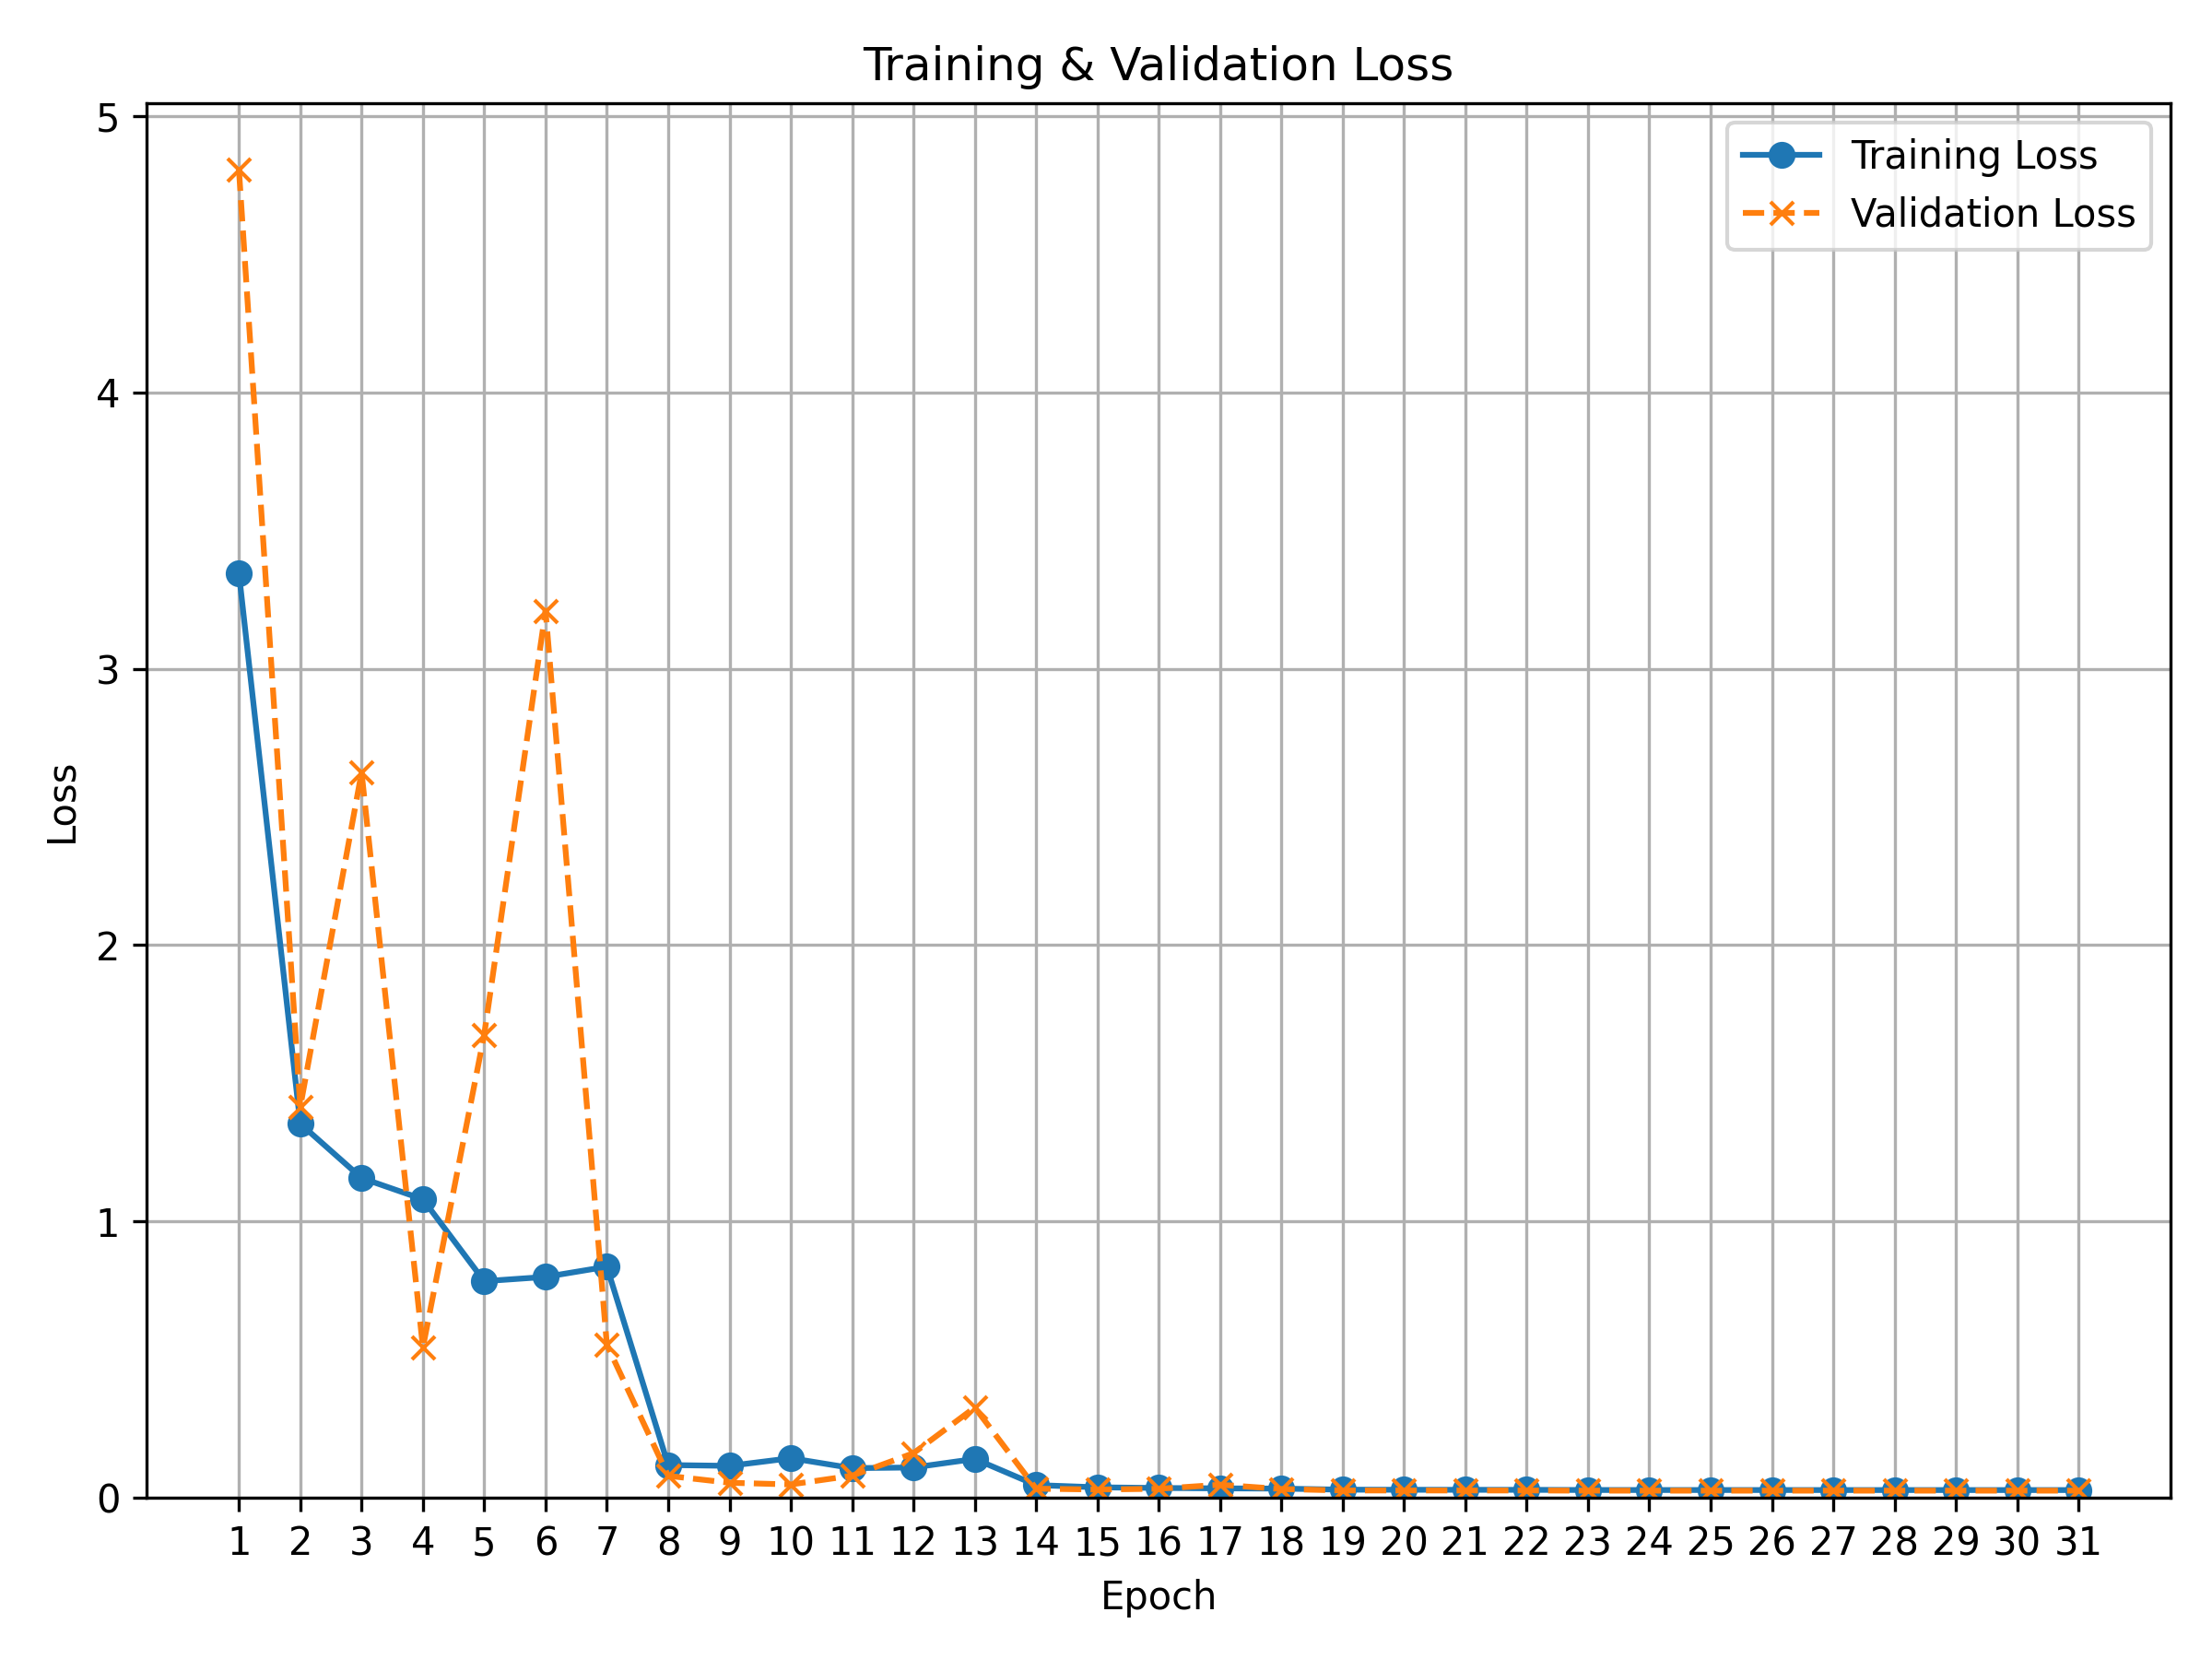 Training & Validation Loss
5
4
3
2
1
0
Loss
Training Loss
Validation Loss
1 2 3 4 5 6 7 8 9 10 11 12 13 14 15 16 17 18 19 20 21 22 23 24 25 26 27 28 29 30 31
Epoch